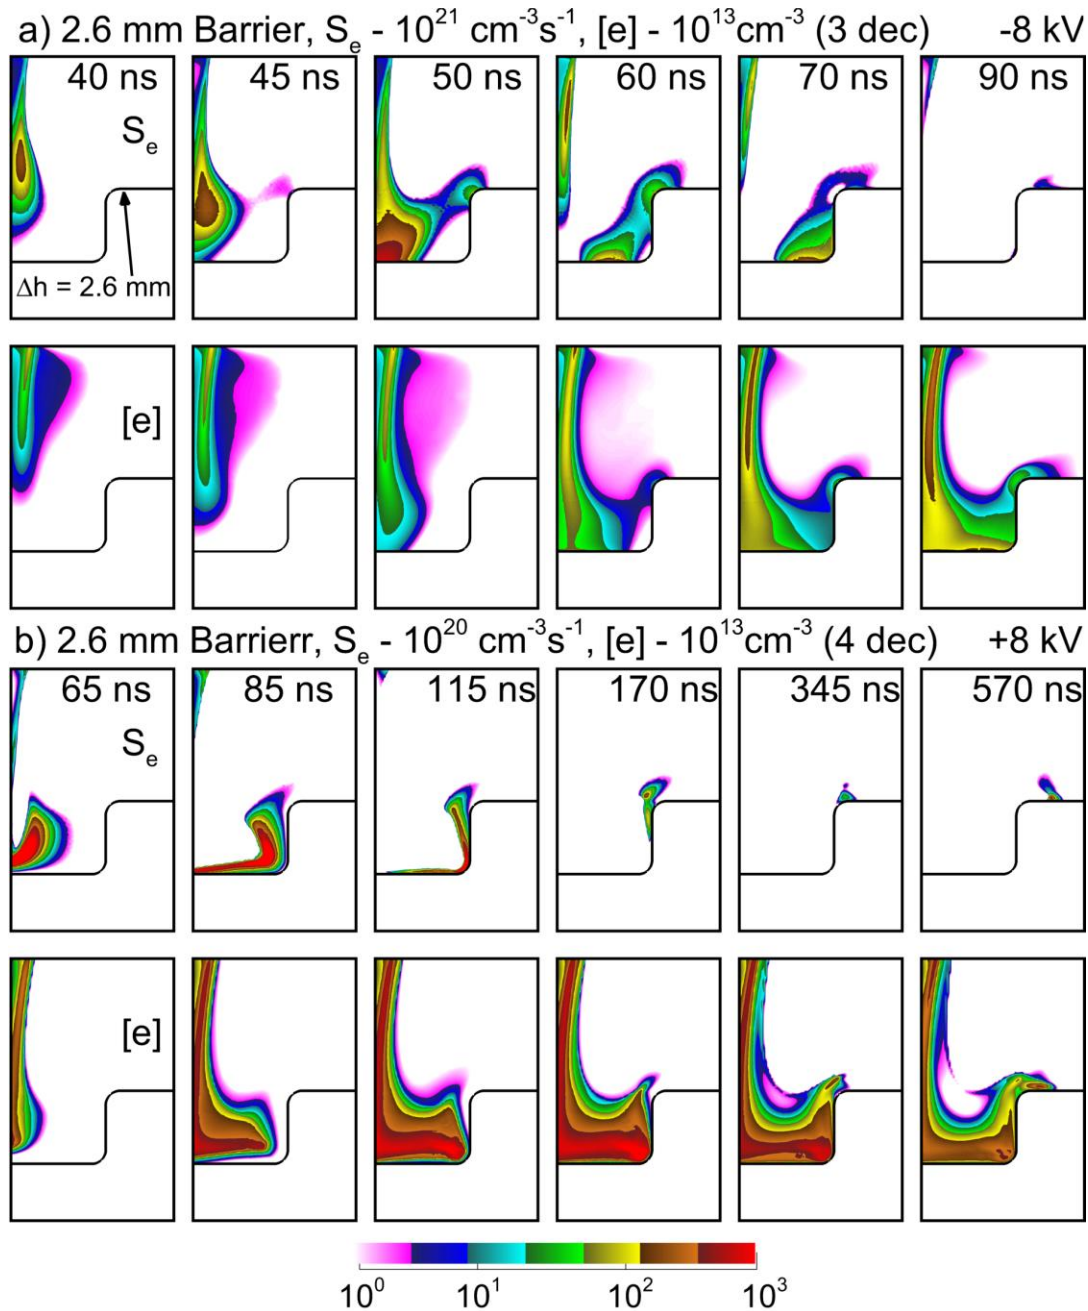 a) 2.6 mm Barrier, Sₑ - 10²¹ cm⁻³s⁻¹, [e] - 10¹³cm⁻³ (3 dec) -8 kV
40 ns 45 ns 50 ns 60 ns 70 ns 90 ns
Sₑ
Δh = 2.6 mm
[e]
b) 2.6 mm Barrierr, Sₑ - 10²⁰ cm⁻³s⁻¹, [e] - 10¹³cm⁻³ (4 dec) +8 kV
65 ns 85 ns 115 ns 170 ns 345 ns 570 ns
Sₑ
[e]
10⁰ 10¹ 10² 10³